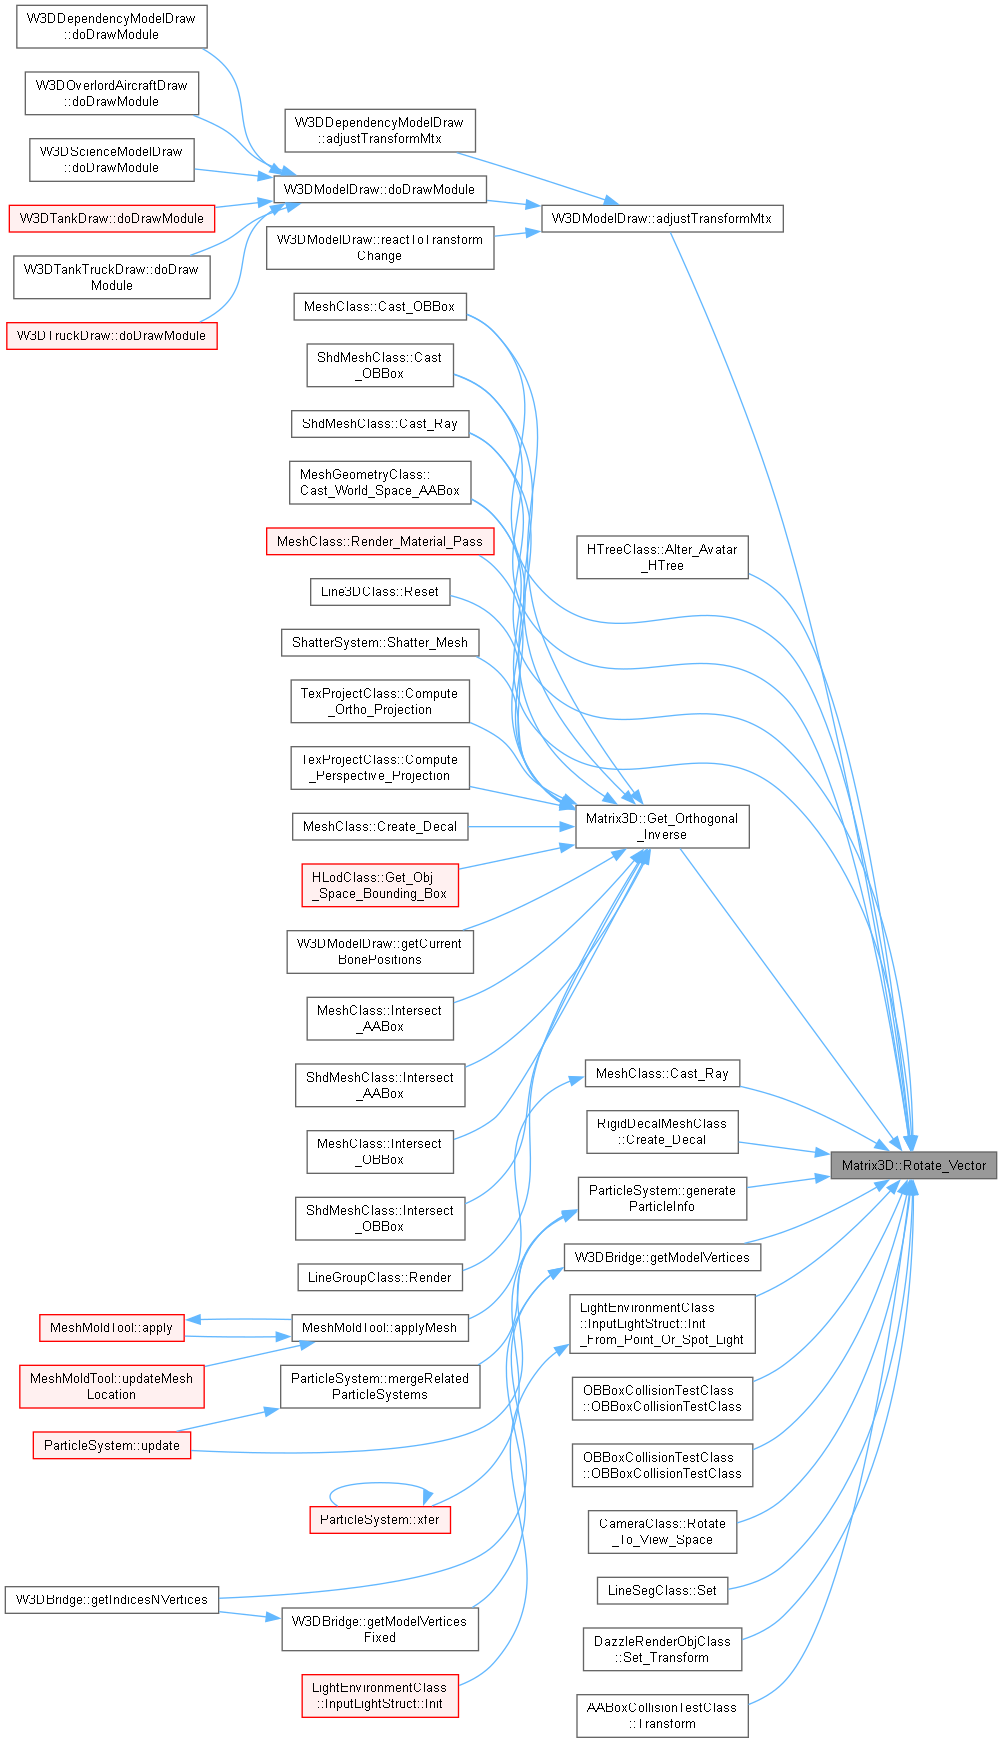 W3DDependencyModelDraw
::doDrawModule
W3DOverlordAircraftDraw
::doDrawModule
W3DScienceModelDraw
::doDrawModule
W3DTankDraw::doDrawModule
W3DTankTruckDraw::doDraw
Module
W3DTruckDraw::doDrawModule
W3DDependencyModelDraw
::adjustTransformMtx
W3DModelDraw::doDrawModule
W3DModelDraw::reactToTransform
Change
W3DModelDraw::adjustTransformMtx
MeshClass::Cast_OBBox
ShdMeshClass::Cast
_OBBox
ShdMeshClass::Cast_Ray
MeshGeometryClass::
Cast_World_Space_AABox
MeshClass::Render_Material_Pass
Line3DClass::Reset
ShatterSystem::Shatter_Mesh
TexProjectClass::Compute
_Ortho_Projection
TexProjectClass::Compute
_Perspective_Projection
MeshClass::Create_Decal
HLodClass::Get_Obj
_Space_Bounding_Box
W3DModelDraw::getCurrent
BonePositions
MeshClass::Intersect
_AABox
ShdMeshClass::Intersect
_AABox
MeshClass::Intersect
_OBBox
ShdMeshClass::Intersect
_OBBox
LineGroupClass::Render
MeshMoldTool::apply
MeshMoldTool::applyMesh
MeshMoldTool::updateMesh
Location
ParticleSystem::mergeRelated
ParticleSystems
ParticleSystem::update
ParticleSystem::xfer
W3DBridge::getIndicesNVertices
W3DBridge::getModelVertices
Fixed
LightEnvironmentClass
::InputLightStruct::Init
HTreeClass::Alter_Avatar
_HTree
Matrix3D::Get_Orthogonal
_Inverse
MeshClass::Cast_Ray
RigidDecalMeshClass
::Create_Decal
ParticleSystem::generate
ParticleInfo
W3DBridge::getModelVertices
LightEnvironmentClass
::InputLightStruct::Init
_From_Point_Or_Spot_Light
OBBoxCollisionTestClass
::OBBoxCollisionTestClass
OBBoxCollisionTestClass
::OBBoxCollisionTestClass
CameraClass::Rotate
_To_View_Space
LineSegClass::Set
DazzleRenderObjClass
::Set_Transform
AABoxCollisionTestClass
::Transform
Matrix3D::Rotate_Vector